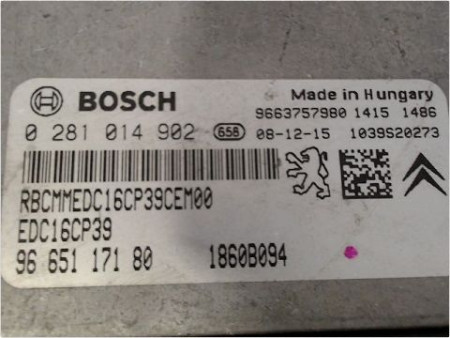 BOSCH
Made in Hungary
9663757980 1415 1486
0 281 014 902 658 08-12-15 1039S20273
RBCMMEDC16CP39CEM00
EDC16CP39
96 651 171 80 1860B094